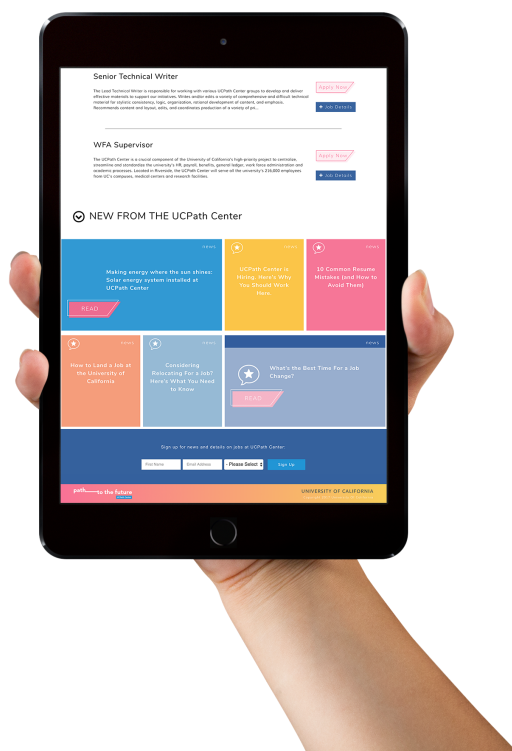 Senior Technical Writer
The Lead Technical Writer is responsible for working with various UCPath Center groups to develop and deliver
effective materials to support our initiatives. Writes and/or edits a variety of comprehensive and difficult technical
material for stylistic consistency, logic, organization, rational development of content, and emphasis.
Recommends content and layout, edits, and coordinates production of a variety of pr...
Apply Now
+ Job Details
WFA Supervisor
The UCPath Center is a crucial component of the University of California's high-priority project to centralize,
streamline and standardize the university's HR, payroll, benefits, general ledger, work force administration and
academic processes. Located in Riverside, the UCPath Center will serve all the university's 216,000 employees
from UC's campuses, medical centers and research facilities.
Apply Now
+ Job Details
NEW FROM THE UCPath Center
news
Making energy where the sun shines:
Solar energy system installed at
UCPath Center
READ
news
UCPath Center is
Hiring. Here's Why
You Should Work
Here.
news
10 Common Resume
Mistakes (and How to
Avoid Them)
news
How to Land a Job at
the University of
California
news
Considering
Relocating For a Job?
Here's What You Need
to Know
news
What's the Best Time For a Job
Change?
READ
Sign up for news and details on jobs at UCPath Center:
First Name
Email Address
- Please Select
Sign Up
path to the future
UNIVERSITY OF CALIFORNIA